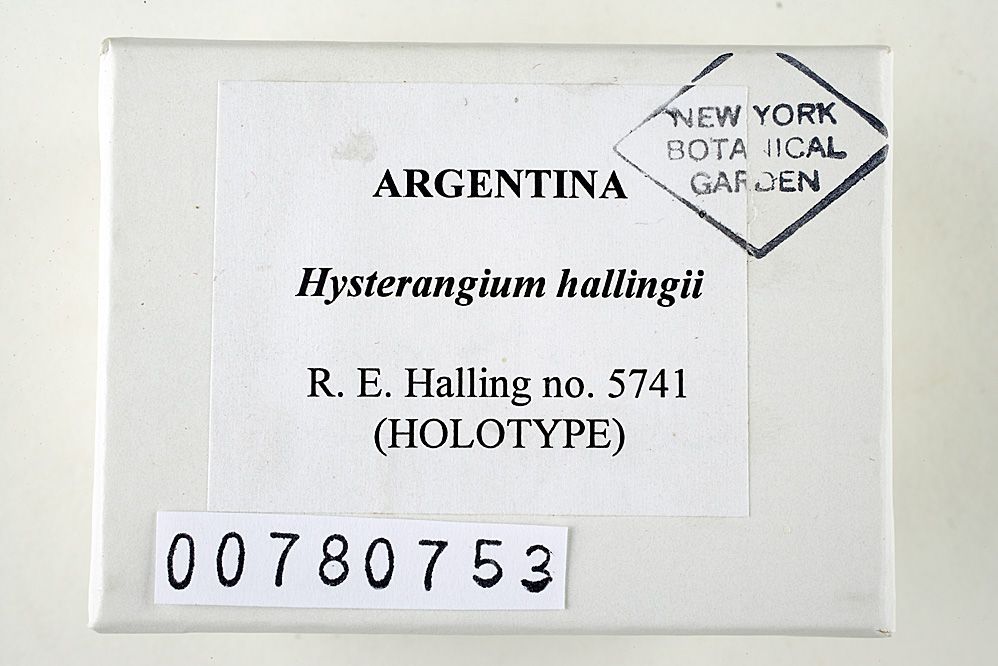 NEW YORK
BOTANICAL
GARDEN
ARGENTINA
Hysterangium hallingii
R. E. Halling no. 5741
(HOLOTYPE)
00780753